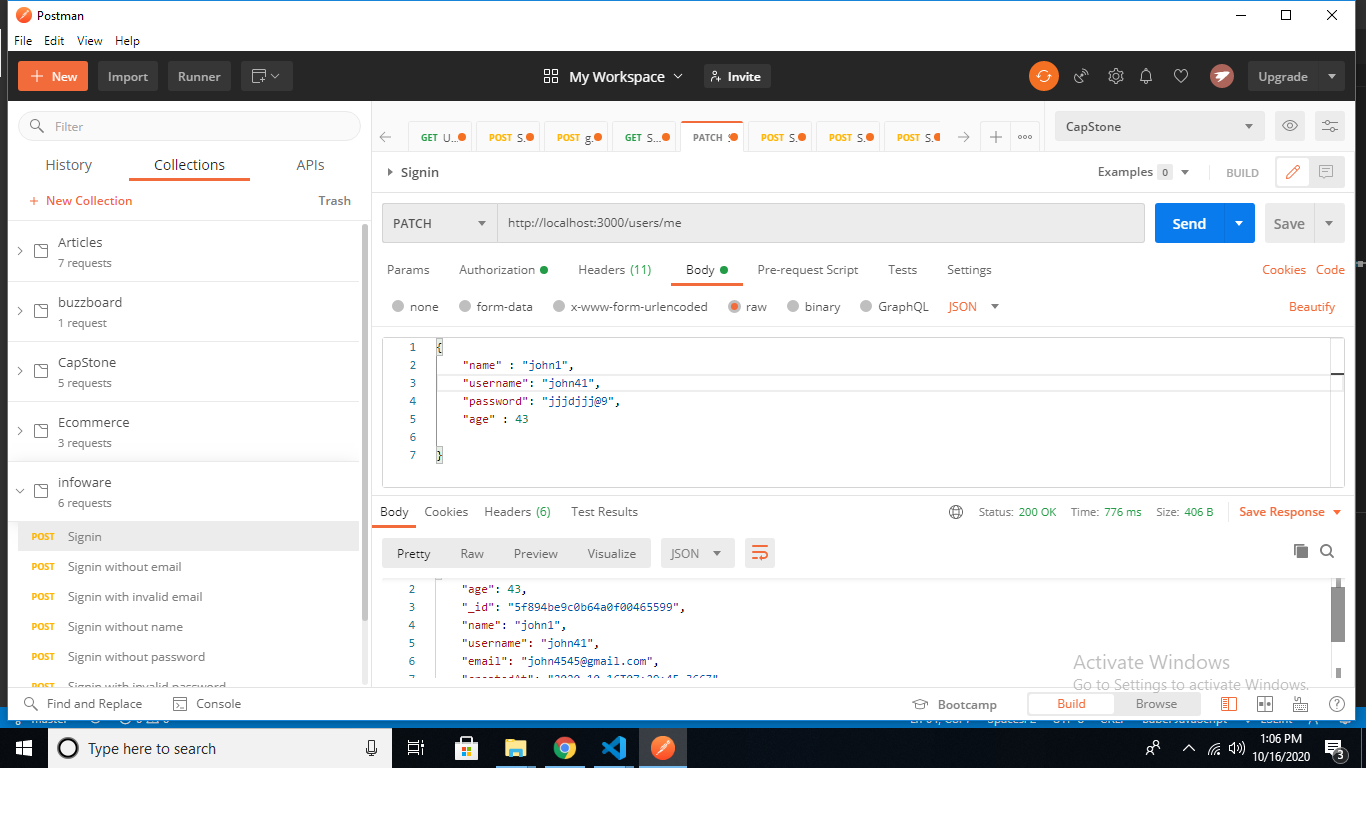 Postman
File Edit View Help
+ New Import Runner My Workspace Invite Upgrade
Filter
GET U... POST S. POST g. GET S... PATCH POST S. POST S. POST S. CapStone
History Collections APIs
Signin Examples 0 BUILD
+ New Collection Trash
PATCH http://localhost:3000/users/me Send Save
Articles
7 requests
buzzboard
1 request
CapStone
5 requests
Ecommerce
3 requests
infoware
6 requests
POST Signin
POST Signin without email
POST Signin with invalid email
POST Signin without name
POST Signin without password
POST Signin with invalid password
Params Authorization Headers (11) Body Pre-request Script Tests Settings Cookies Code
none form-data x-www-form-urlencoded raw binary GraphQL JSON Beautify
1 {
2 "name" : "john1",
3 "username": "john41",
4 "password": "jjjdjjj@9",
5 "age" : 43
6
7 }
Body Cookies Headers (6) Test Results Status: 200 OK Time: 776 ms Size: 406 B Save Response
Pretty Raw Preview Visualize JSON
2 "age": 43,
3 "_id": "5f894be9c0b64a0f00465599",
4 "name": "john1",
5 "username": "john41",
6 "email": "john4545@gmail.com",
Activate Windows
Go to Settings to activate Windows.
Find and Replace Console Bootcamp Build Browse
Type here to search
1:06 PM
10/16/2020
3